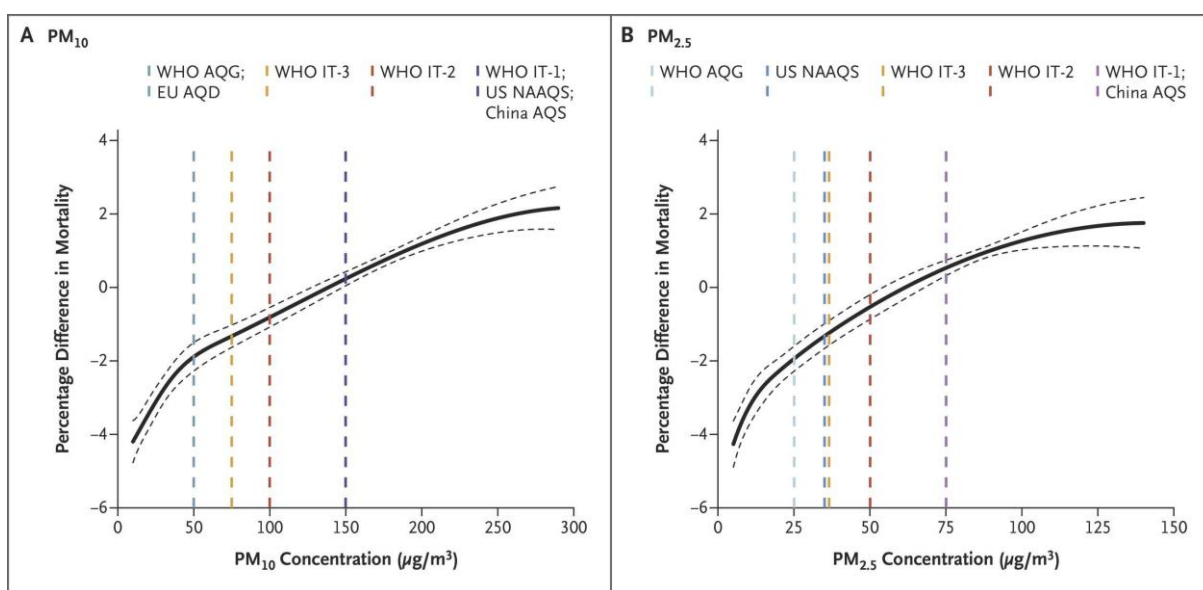 A PM10
WHO AQG;
EU AQD
WHO IT-3
WHO IT-2
WHO IT-1;
US NAAQS;
China AQS
Percentage Difference in Mortality
4
2
0
−2
−4
−6
0 50 100 150 200 250 300
PM10 Concentration (μg/m³)
B PM2.5
WHO AQG
US NAAQS
WHO IT-3
WHO IT-2
WHO IT-1;
China AQS
Percentage Difference in Mortality
4
2
0
−2
−4
−6
0 25 50 75 100 125 150
PM2.5 Concentration (μg/m³)